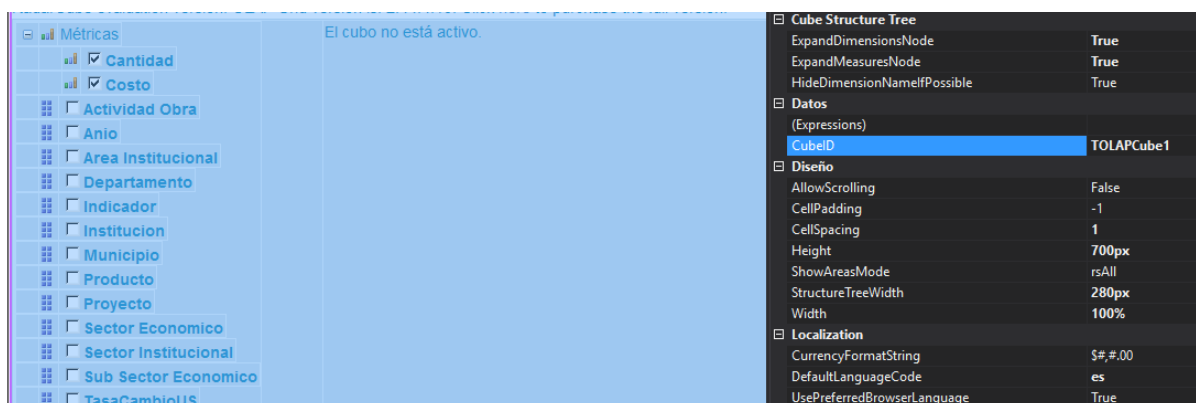 Métricas
Cantidad
Costo
Actividad Obra
Anio
Area Institucional
Departamento
Indicador
Institucion
Municipio
Producto
Proyecto
Sector Economico
Sector Institucional
Sub Sector Economico
TasaCambioUS
El cubo no está activo.
Cube Structure Tree
ExpandDimensionsNode True
ExpandMeasuresNode True
HideDimensionNameIfPossible True
Datos
(Expressions)
CubeID TOLAPCube1
Diseño
AllowScrolling False
CellPadding -1
CellSpacing 1
Height 700px
ShowAreasMode rsAll
StructureTreeWidth 280px
Width 100%
Localization
CurrencyFormatString $#,#.00
DefaultLanguageCode es
UsePreferredBrowserLanguage True